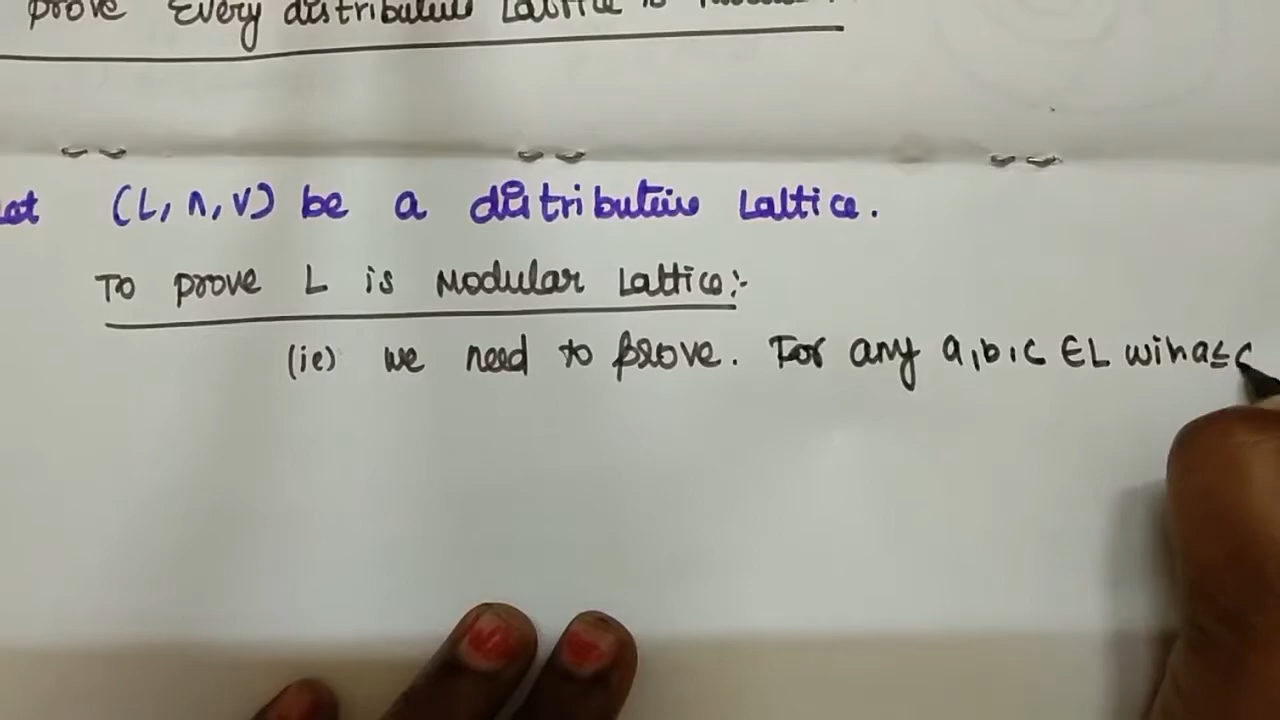 prove Every distributive Lattice is
Let (L, ∧, ∨) be a distributive Lattice.
To prove L is Modular Lattice:-
(ie) we need to prove. For any a, b, c ∈ L with a ≤ c